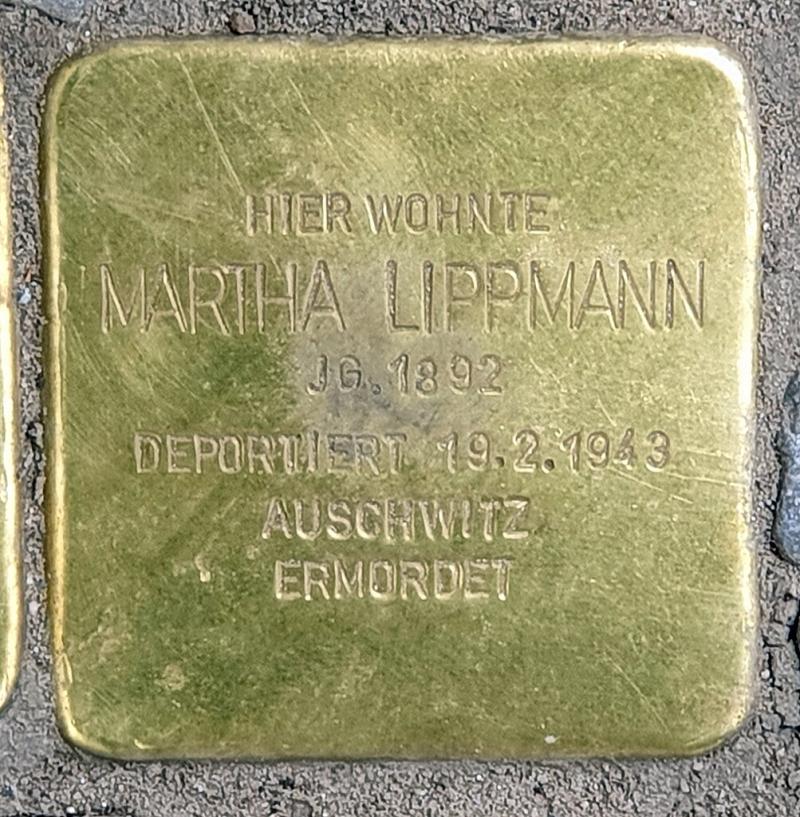 HIER WOHNTE
MARTHA LIPPMANN
JG. 1892
DEPORTIERT 19.2.1943
AUSCHWITZ
ERMORDET